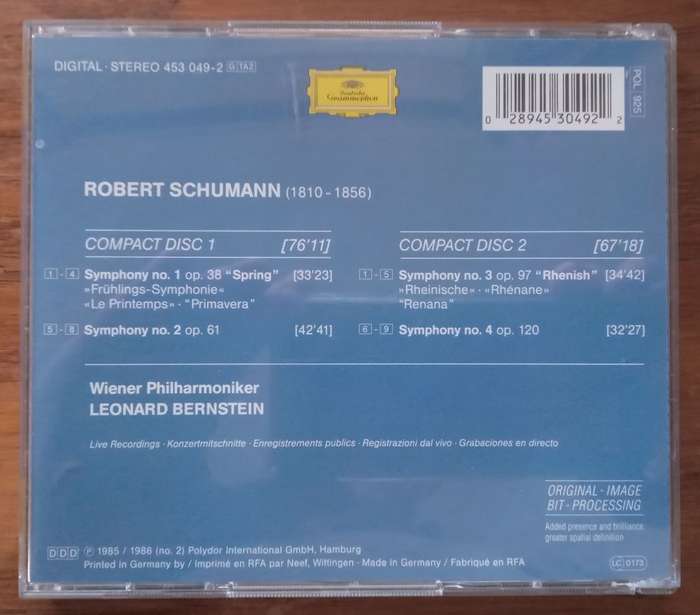 DIGITAL · STEREO 453 049-2 G 1A2
Deutsche
Grammophon
POL 925
0 28945 30492 2
ROBERT SCHUMANN (1810-1856)
COMPACT DISC 1 [76'11]
1 - 4 Symphony no. 1 op. 38 "Spring" [33'23]
»Frühlings-Symphonie«
«Le Printemps» · "Primavera"
5 - 8 Symphony no. 2 op. 61 [42'41]
COMPACT DISC 2 [67'18]
1 - 5 Symphony no. 3 op. 97 "Rhenish" [34'42]
»Rheinische« · «Rhénane»
"Renana"
6 - 9 Symphony no. 4 op. 120 [32'27]
Wiener Philharmoniker
LEONARD BERNSTEIN
Live Recordings · Konzertmitschnitte · Enregistrements publics · Registrazioni dal vivo · Grabaciones en directo
ORIGINAL - IMAGE
BIT - PROCESSING
Added presence and brilliance,
greater spatial definition
DDD ℗ 1985 / 1986 (no. 2) Polydor International GmbH, Hamburg
Printed in Germany by / Imprimé en RFA par Neef, Wittingen · Made in Germany / Fabriqué en RFA
LC 0173